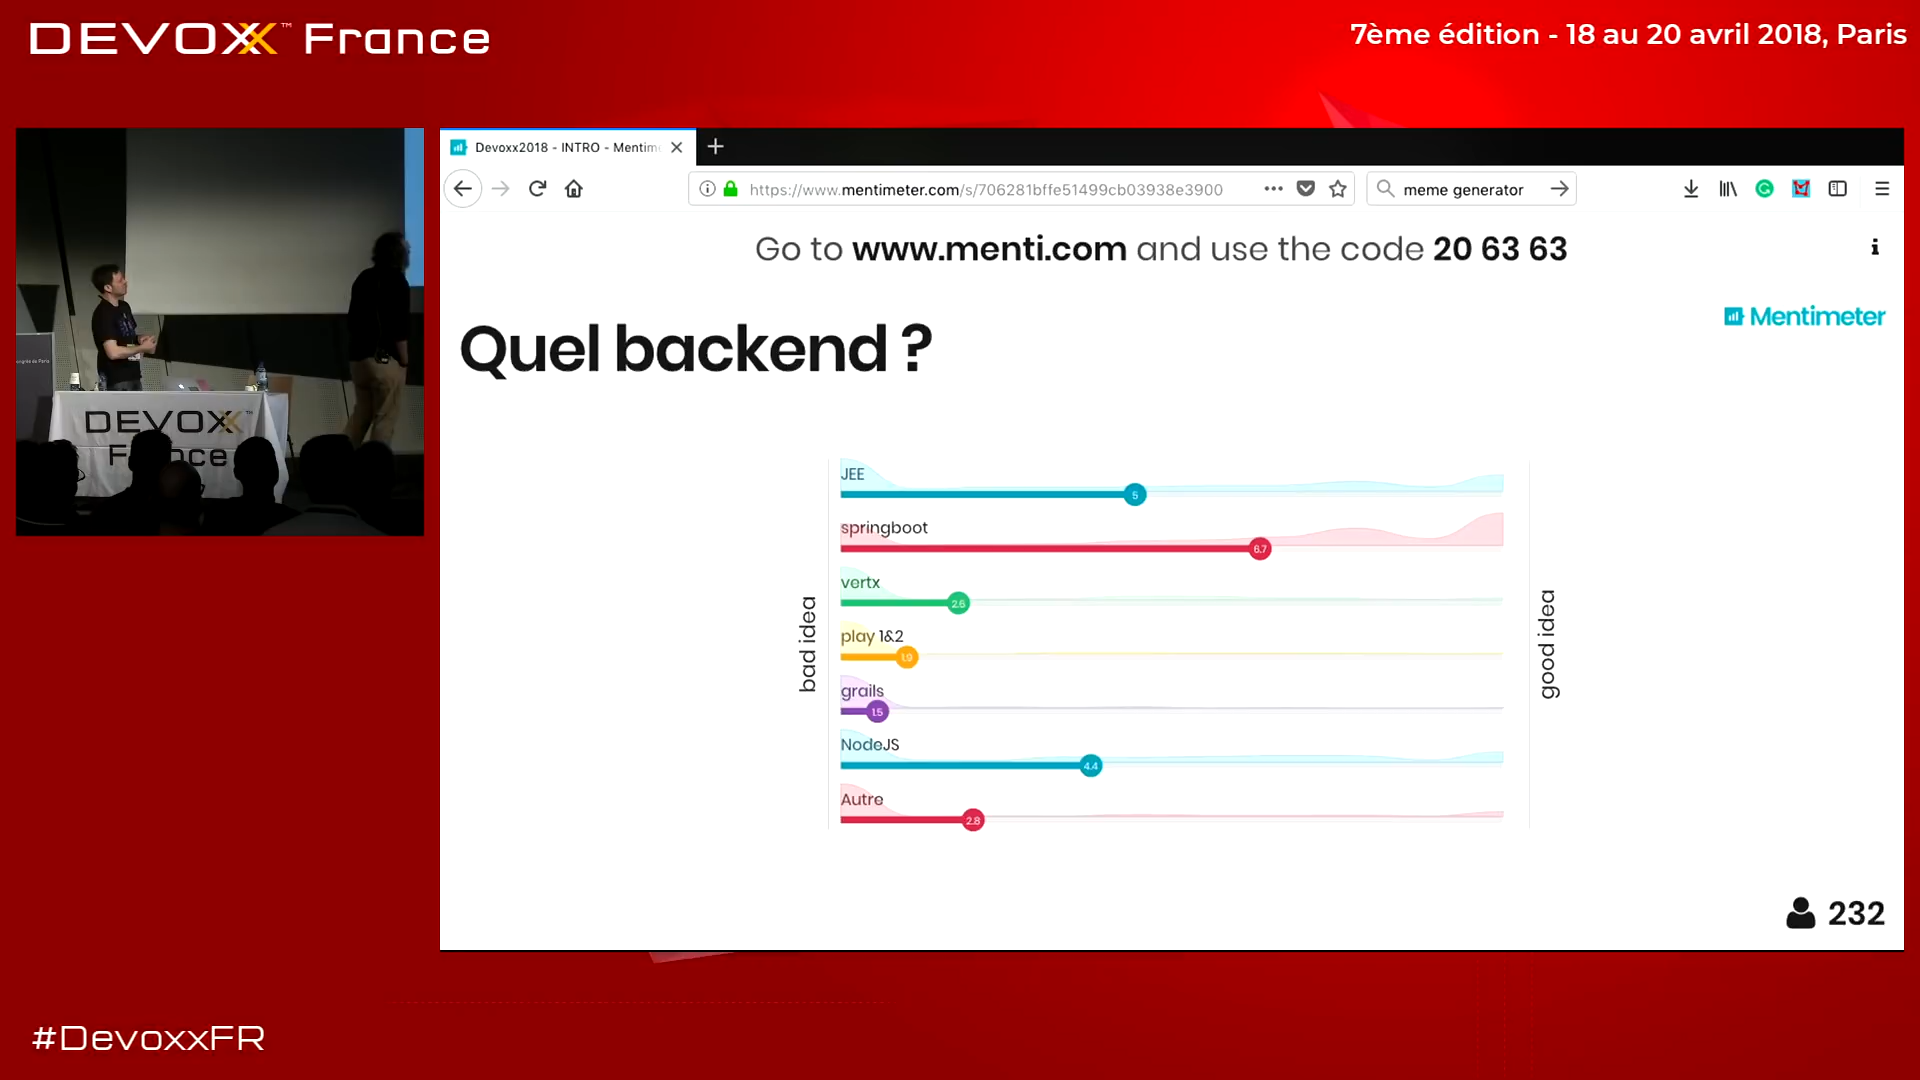 DEVOXX™ France
7ème édition - 18 au 20 avril 2018, Paris
Devoxx2018 - INTRO - Mentim
https://www.mentimeter.com/s/706281bffe51499cb03938e3900
meme generator
Go to www.menti.com and use the code 20 63 63
Mentimeter
Quel backend ?
bad idea
JEE
5
springboot
6.7
vertx
2.6
play 1&2
1.9
grails
1.5
NodeJS
4.4
Autre
2.8
good idea
232
DEVOXX™
France
#DevoxxFR